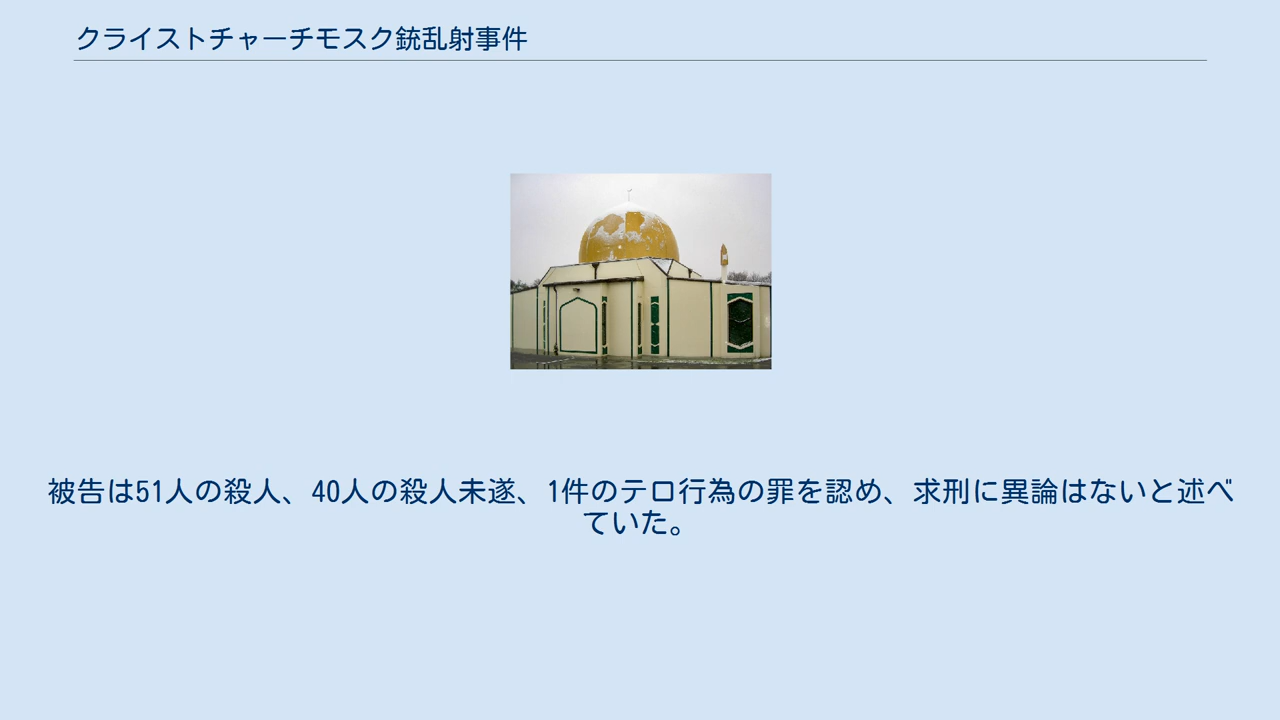 クライストチャーチモスク銃乱射事件
被告は51人の殺人、40人の殺人未遂、1件のテロ行為の罪を認め、求刑に異論はないと述べ
ていた。